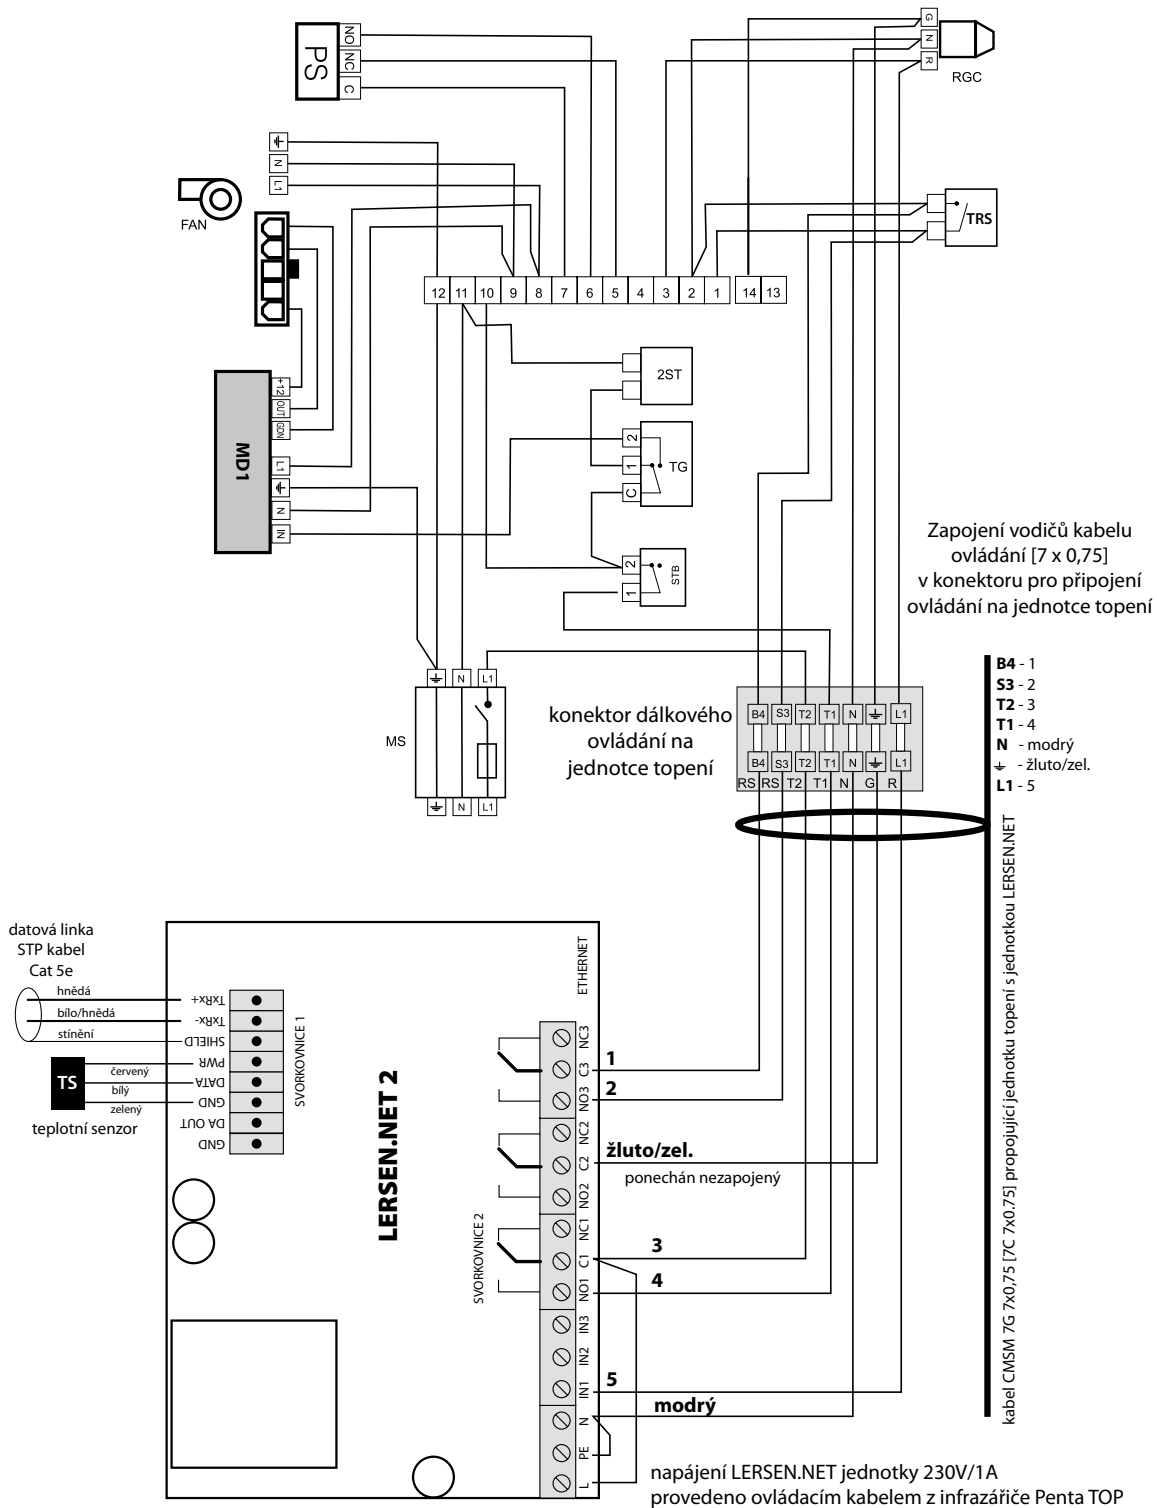 NO
NC
C
PS
G
N
R
RGC
⏚
N
L1
FAN
TRS
12 11 10 9 8 7 6 5 4 3 2 1 14 13
2ST
+12
OUT
GDN
L1
⏚
N
IN
MD1
2
1
C
TG
2
1
STB
Zapojení vodičů kabelu
ovládání [7 x 0,75]
v konektoru pro připojení
ovládání na jednotce topení
⏚ N L1
MS
⏚ N L1
konektor dálkového
ovládání na
jednotce topení
B4 S3 T2 T1 N ⏚ L1
B4 S3 T2 T1 N ⏚ L1
RS RS T2 T1 N G R
B4 - 1
S3 - 2
T2 - 3
T1 - 4
N - modrý
⏚ - žluto/zel.
L1 - 5
kabel CMSM 7G 7x0,75 [7C 7x0.75] propojující jednotku topení s jednotkou LERSEN.NET
datová linka
STP kabel
Cat 5e
hnědá
bílo/hnědá
stínění
TS
červený
bílý
zelený
teplotní senzor
TxRx+
TxRx-
SHIELD
PWR
DATA
GND
DA OUT
GND
SVORKOVNICE 1
LERSEN.NET 2
ETHERNET
SVORKOVNICE 2
NC3
C3
NO3
NC2
C2
NO2
NC1
C1
NO1
IN3
IN2
IN1
N
PE
L
1
2
žluto/zel.
ponechán nezapojený
3
4
5
modrý
napájení LERSEN.NET jednotky 230V/1A
provedeno ovládacím kabelem z infrazářiče Penta TOP